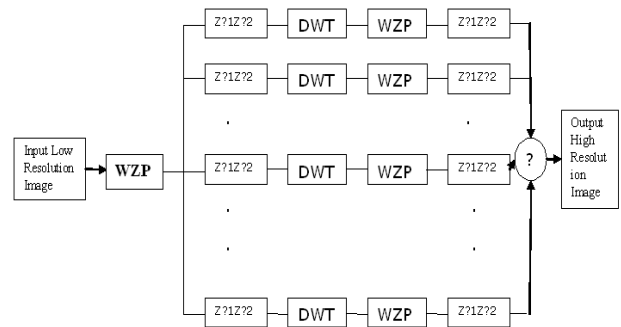 Z?1Z?2 DWT WZP Z?1Z?2
Z?1Z?2 DWT WZP Z?1Z?2
Input Low
Resolution
Image
WZP
Z?1Z?2 DWT WZP Z?1Z?2
?
Output
High
Resolut
ion
Image
Z?1Z?2 DWT WZP Z?1Z?2